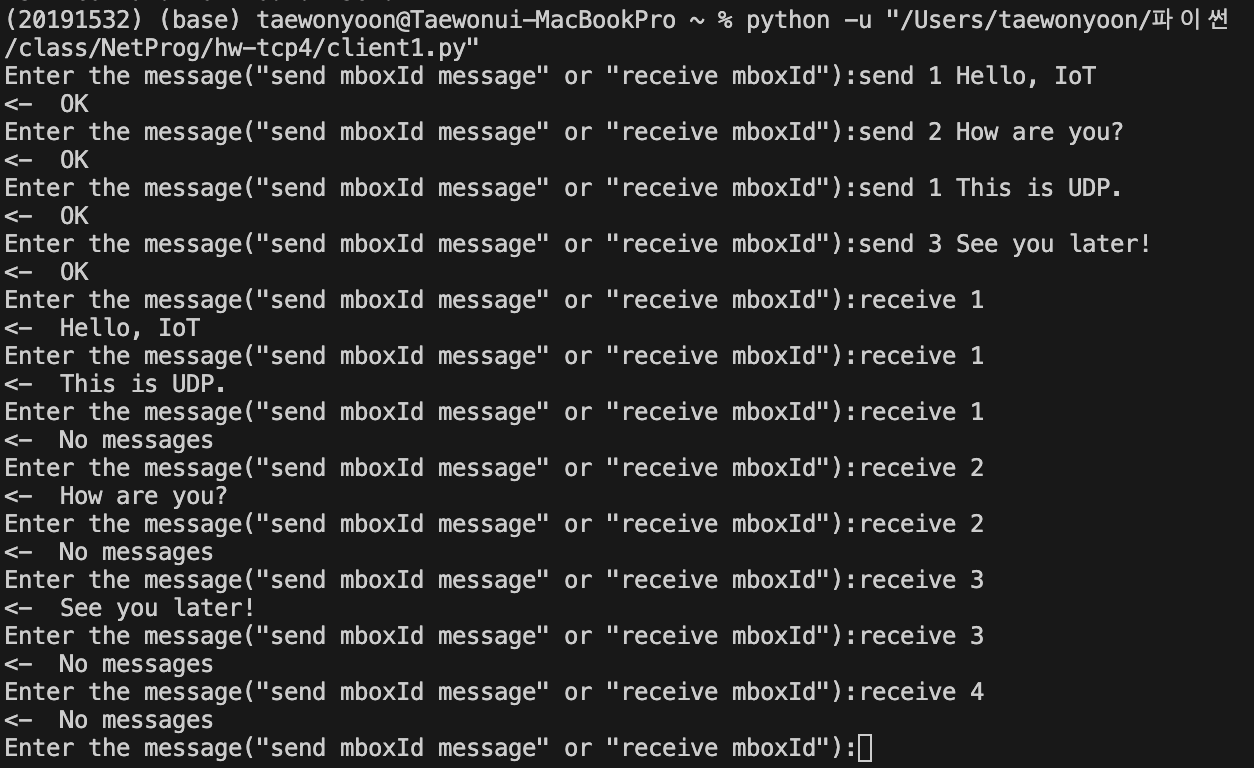 (20191532) (base) taewonyoon@Taewonui-MacBookPro ~ % python -u "/Users/taewonyoon/파이썬
/class/NetProg/hw-tcp4/client1.py"
Enter the message("send mboxId message" or "receive mboxId"):send 1 Hello, IoT
<-  OK
Enter the message("send mboxId message" or "receive mboxId"):send 2 How are you?
<-  OK
Enter the message("send mboxId message" or "receive mboxId"):send 1 This is UDP.
<-  OK
Enter the message("send mboxId message" or "receive mboxId"):send 3 See you later!
<-  OK
Enter the message("send mboxId message" or "receive mboxId"):receive 1
<-  Hello, IoT
Enter the message("send mboxId message" or "receive mboxId"):receive 1
<-  This is UDP.
Enter the message("send mboxId message" or "receive mboxId"):receive 1
<-  No messages
Enter the message("send mboxId message" or "receive mboxId"):receive 2
<-  How are you?
Enter the message("send mboxId message" or "receive mboxId"):receive 2
<-  No messages
Enter the message("send mboxId message" or "receive mboxId"):receive 3
<-  See you later!
Enter the message("send mboxId message" or "receive mboxId"):receive 3
<-  No messages
Enter the message("send mboxId message" or "receive mboxId"):receive 4
<-  No messages
Enter the message("send mboxId message" or "receive mboxId"):